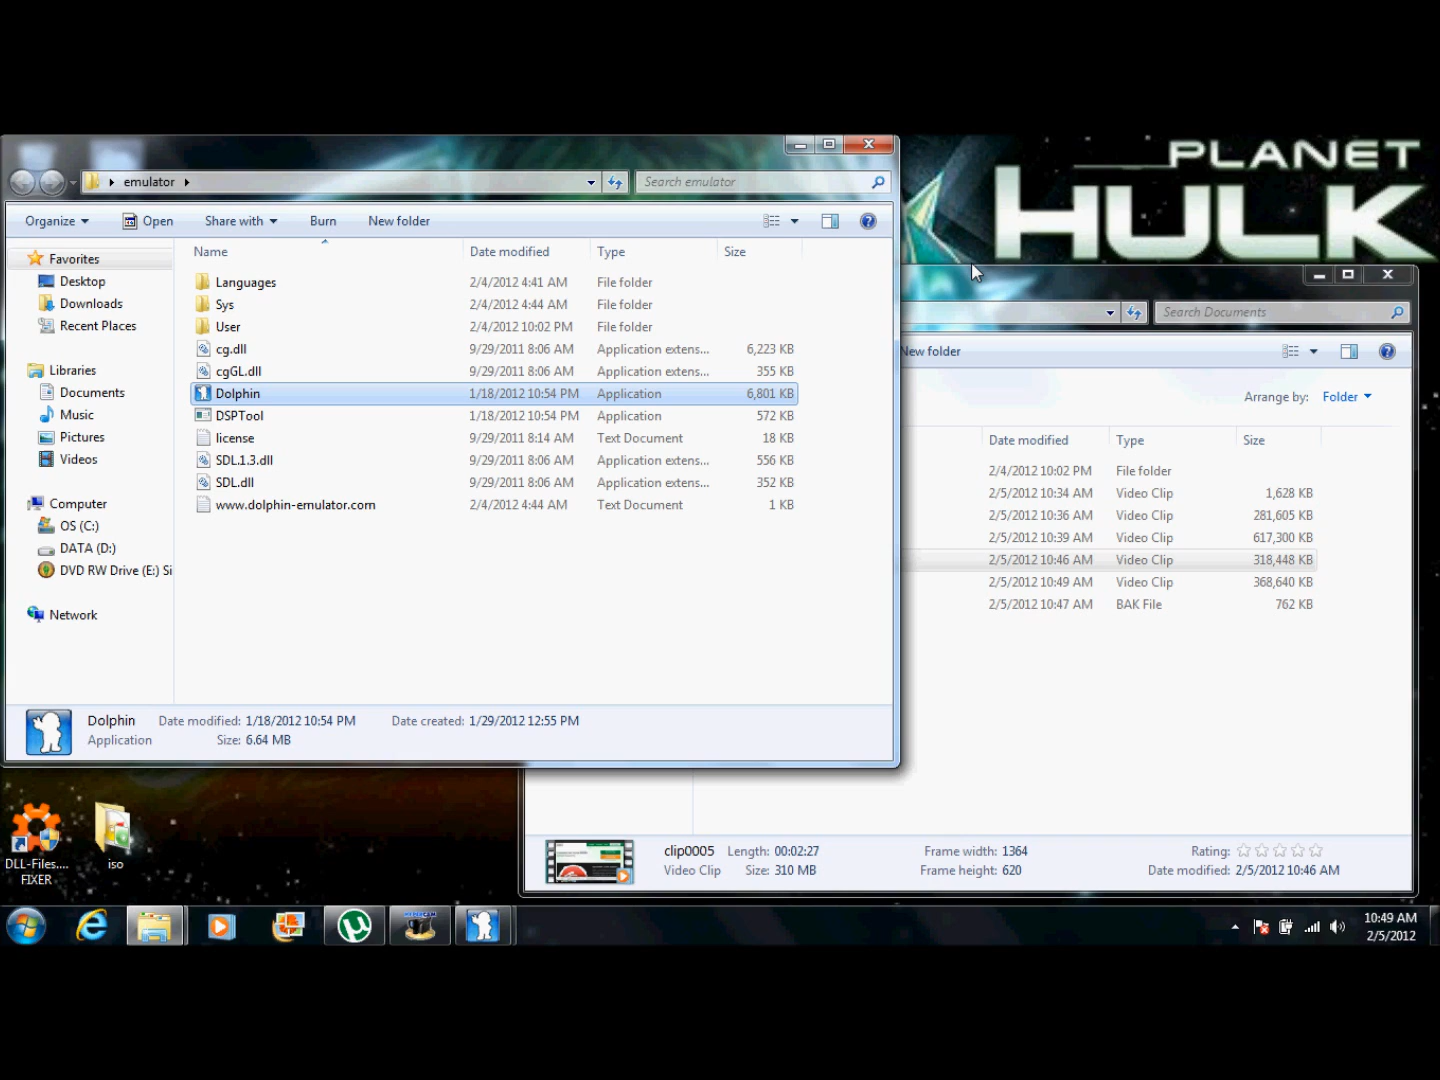 PLANET
HULK
emulator
Search emulator
Organize Open Share with Burn New folder
Name Date modified Type Size
Favorites
Desktop
Downloads
Recent Places
Libraries
Documents
Music
Pictures
Videos
Computer
OS (C:)
DATA (D:)
DVD RW Drive (E:) Si
Network
Languages 2/4/2012 4:41 AM File folder
Sys 2/4/2012 4:44 AM File folder
User 2/4/2012 10:02 PM File folder
cg.dll 9/29/2011 8:06 AM Application extens... 6,223 KB
cgGL.dll 9/29/2011 8:06 AM Application extens... 355 KB
Dolphin 1/18/2012 10:54 PM Application 6,801 KB
DSPTool 1/18/2012 10:54 PM Application 572 KB
license 9/29/2011 8:14 AM Text Document 18 KB
SDL.1.3.dll 9/29/2011 8:06 AM Application extens... 556 KB
SDL.dll 9/29/2011 8:06 AM Application extens... 352 KB
www.dolphin-emulator.com 2/4/2012 4:44 AM Text Document 1 KB
Dolphin Date modified: 1/18/2012 10:54 PM Date created: 1/29/2012 12:55 PM
Application Size: 6.64 MB
Search Documents
New folder
Arrange by: Folder
Date modified Type Size
2/4/2012 10:02 PM File folder
2/5/2012 10:34 AM Video Clip 1,628 KB
2/5/2012 10:36 AM Video Clip 281,605 KB
2/5/2012 10:39 AM Video Clip 617,300 KB
2/5/2012 10:46 AM Video Clip 318,448 KB
2/5/2012 10:49 AM Video Clip 368,640 KB
2/5/2012 10:47 AM BAK File 762 KB
clip0005 Length: 00:02:27 Frame width: 1364 Rating:
Video Clip Size: 310 MB Frame height: 620 Date modified: 2/5/2012 10:46 AM
DLL-Files....
FIXER
iso
10:49 AM
2/5/2012